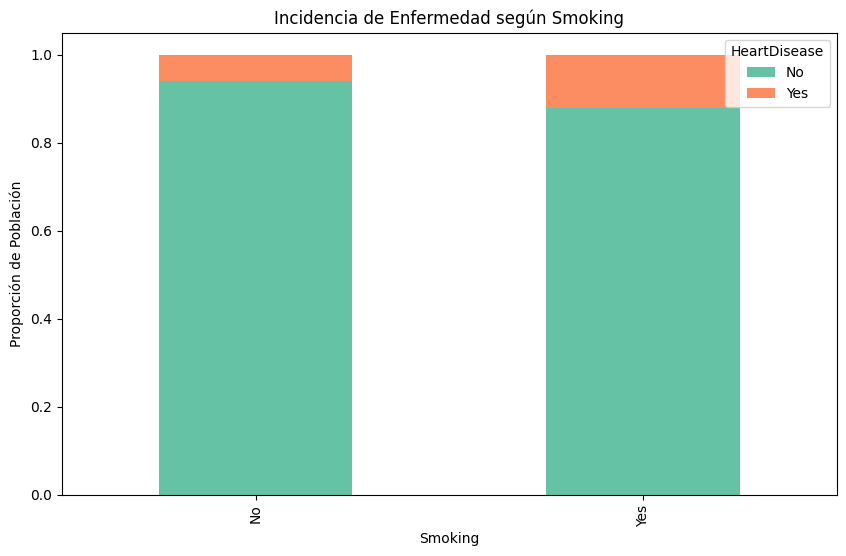 Incidencia de Enfermedad según Smoking
HeartDisease
No
Yes
1.0
0.8
0.6
0.4
0.2
0.0
Proporción de Población
No
Yes
Smoking